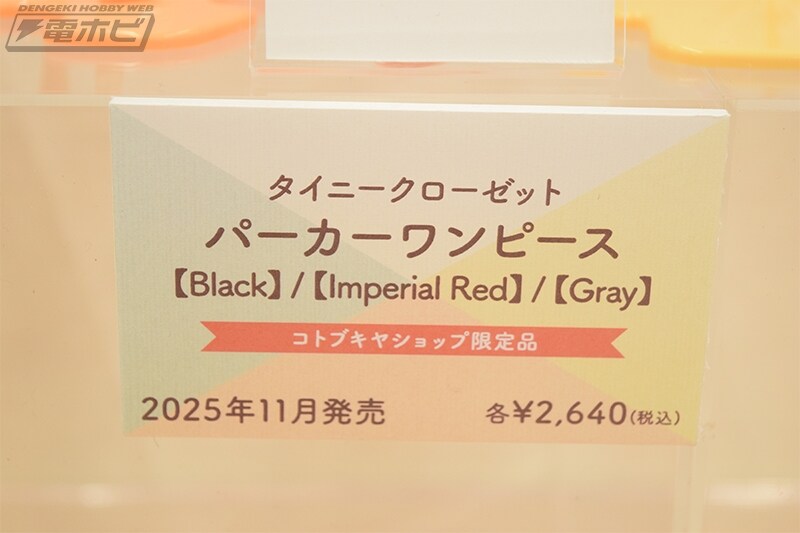 DENGEKI HOBBY WEB
電ホビ
タイニークローゼット
パーカーワンピース
【Black】/【Imperial Red】/【Gray】
コトブキヤショップ限定品
2025年11月発売 各¥2,640(税込)